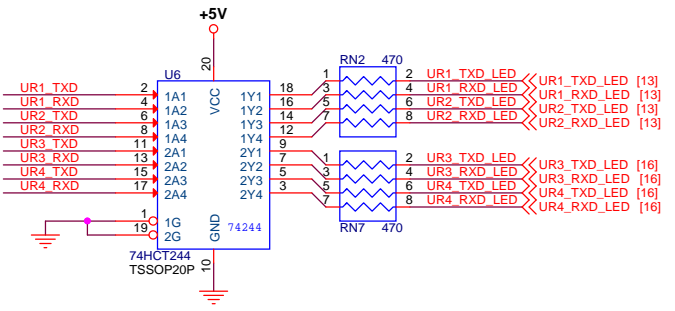 +5V
20
U6
VCC
RN2 470
UR1_TXD 2 1A1 1Y1 18 1 2 UR1_TXD_LED UR1_TXD_LED [13]
UR1_RXD 4 1A2 1Y2 16 3 4 UR1_RXD_LED UR1_RXD_LED [13]
UR2_TXD 6 1A3 1Y3 14 5 6 UR2_TXD_LED UR2_TXD_LED [13]
UR2_RXD 8 1A4 1Y4 12 7 8 UR2_RXD_LED UR2_RXD_LED [13]
UR3_TXD 11 2A1 2Y1 9 1 2 UR3_TXD_LED UR3_TXD_LED [16]
UR3_RXD 13 2A2 2Y2 7 3 4 UR3_RXD_LED UR3_RXD_LED [16]
UR4_TXD 15 2A3 2Y3 5 5 6 UR4_TXD_LED UR4_TXD_LED [16]
UR4_RXD 17 2A4 2Y4 3 7 8 UR4_RXD_LED UR4_RXD_LED [16]
RN7 470
1 1G
19 2G
GND
74244
74HCT244
TSSOP20P
10